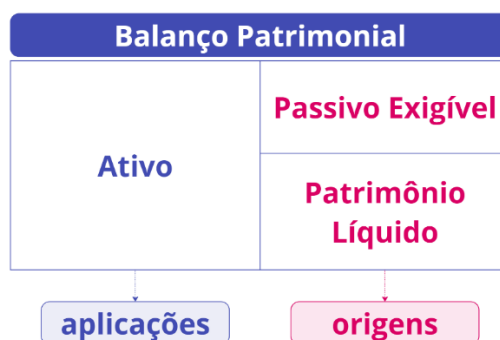 Balanço Patrimonial
Ativo
Passivo Exigível
Patrimônio
Líquido
aplicações
origens